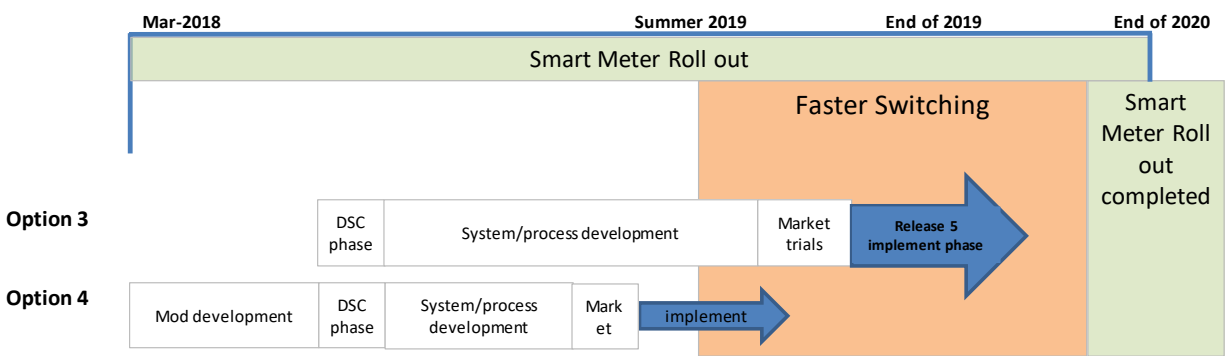 Mar-2018 Summer 2019 End of 2019 End of 2020
Smart Meter Roll out
Faster Switching
Smart
Meter Roll
out
completed
Option 3
DSC
phase
System/process development
Market
trials
Release 5
implement phase
Option 4
Mod development
DSC
phase
System/process
development
Mark
et
implement